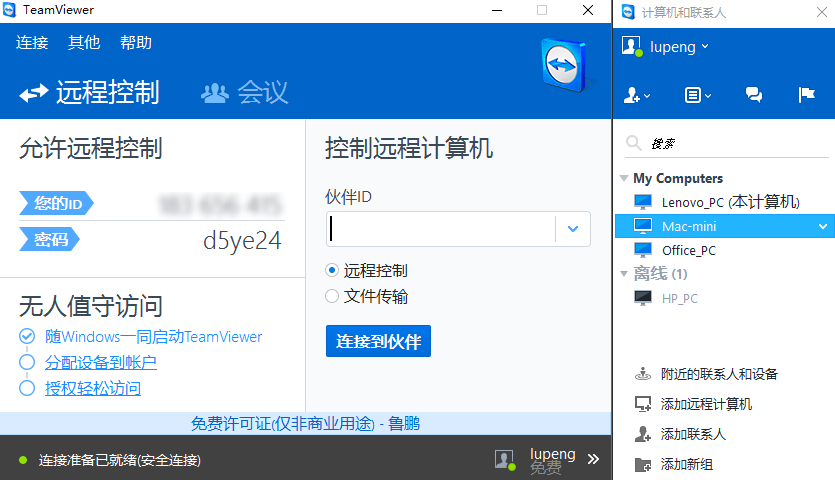 TeamViewer
连接 其他 帮助
远程控制 会议
允许远程控制
您的ID
密码 d5ye24
无人值守访问
随Windows一同启动TeamViewer
分配设备到帐户
授权轻松访问
控制远程计算机
伙伴ID
远程控制
文件传输
连接到伙伴
免费许可证(仅非商业用途) - 鲁鹏
连接准备已就绪(安全连接)
lupeng
免费
计算机和联系人
lupeng
搜索
My Computers
Lenovo_PC (本计算机)
Mac-mini
Office_PC
离线 (1)
HP_PC
附近的联系人和设备
添加远程计算机
添加联系人
添加新组